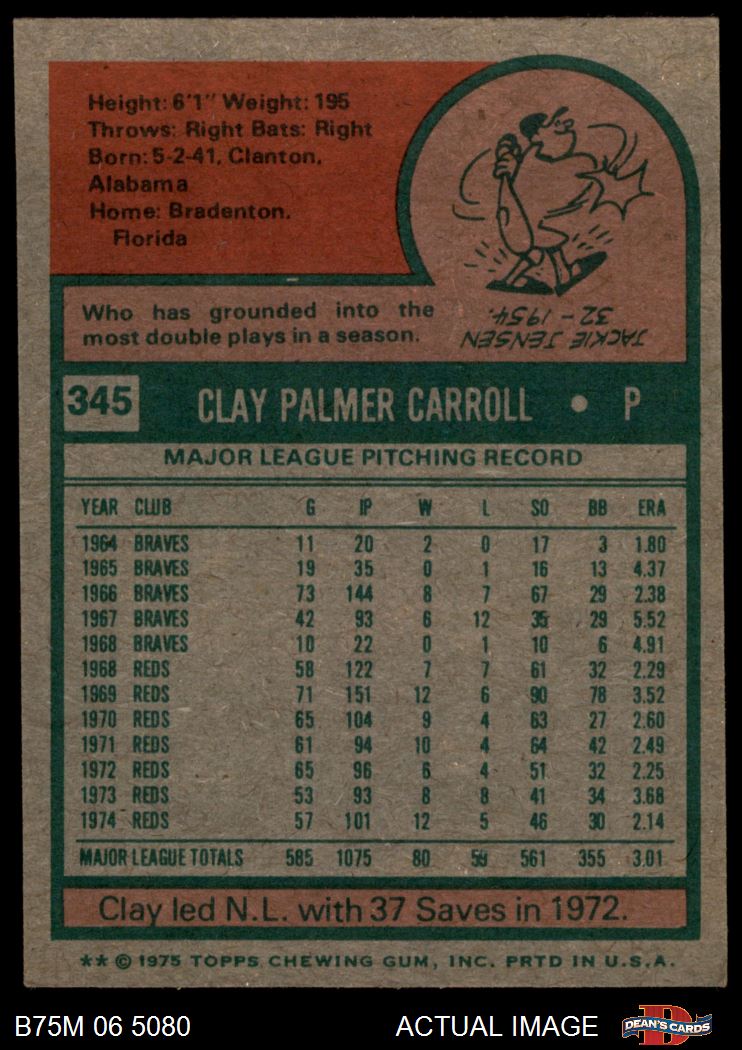 Height: 6'1" Weight: 195
Throws: Right Bats: Right
Born: 5-2-41, Clanton,
Alabama
Home: Bradenton,
Florida
Who has grounded into the
most double plays in a season.
JACKIE JENSEN
32 - 1954.
345 CLAY PALMER CARROLL • P
MAJOR LEAGUE PITCHING RECORD
YEAR CLUB G IP W L SO BB ERA
1964 BRAVES 11 20 2 0 17 3 1.80
1965 BRAVES 19 35 0 1 16 13 4.37
1966 BRAVES 73 144 8 7 67 29 2.38
1967 BRAVES 42 93 6 12 35 29 5.52
1968 BRAVES 10 22 0 1 10 6 4.91
1968 REDS 58 122 7 7 61 32 2.29
1969 REDS 71 151 12 6 90 78 3.52
1970 REDS 65 104 9 4 63 27 2.60
1971 REDS 61 94 10 4 64 42 2.49
1972 REDS 65 96 6 4 51 32 2.25
1973 REDS 53 93 8 8 41 34 3.68
1974 REDS 57 101 12 5 46 30 2.14
MAJOR LEAGUE TOTALS 585 1075 80 59 561 355 3.01
Clay led N.L. with 37 Saves in 1972.
** © 1975 TOPPS CHEWING GUM, INC. PRTD IN U.S.A.
B75M 06 5080 ACTUAL IMAGE D DEAN'S CARDS